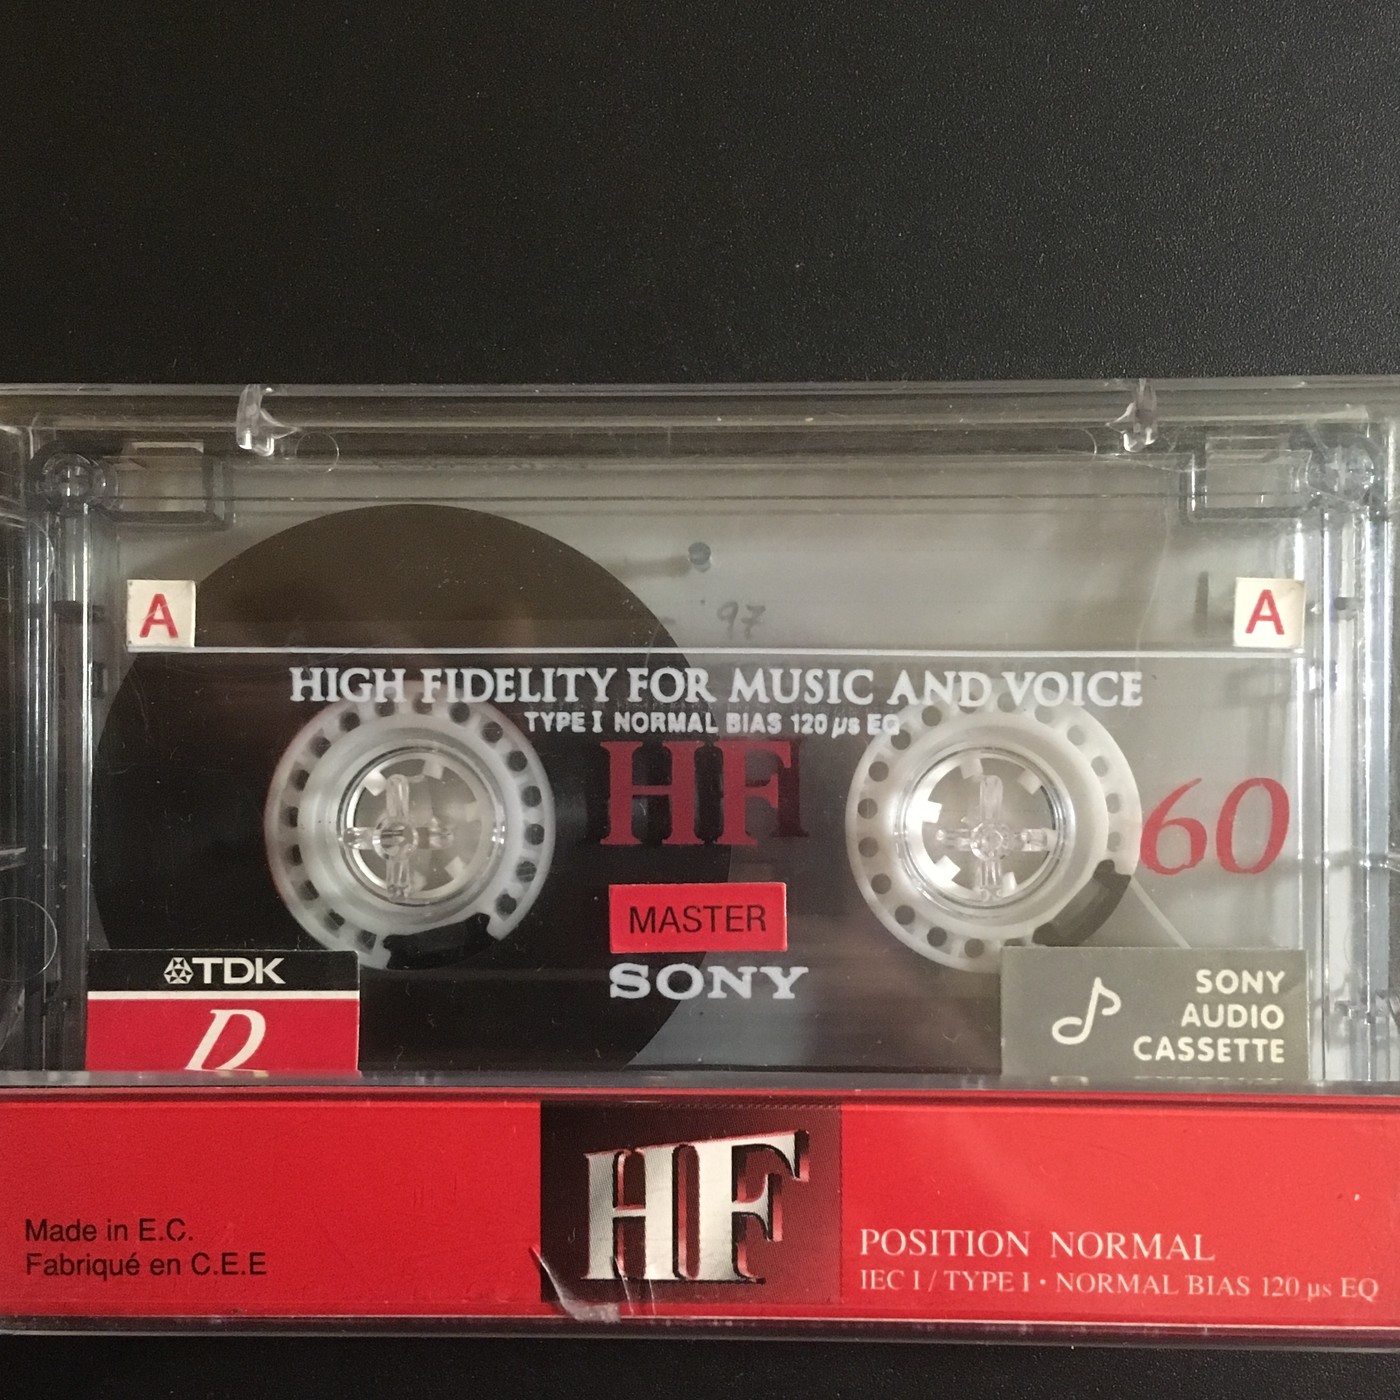 97
A
A
HIGH FIDELITY FOR MUSIC AND VOICE
TYPE I NORMAL BIAS 120 µs EQ
HF
60
MASTER
SONY
TDK
D
SONY
AUDIO
CASSETTE
HF
Made in E.C.
Fabriqué en C.E.E
POSITION NORMAL
IEC I / TYPE I • NORMAL BIAS 120 µs EQ